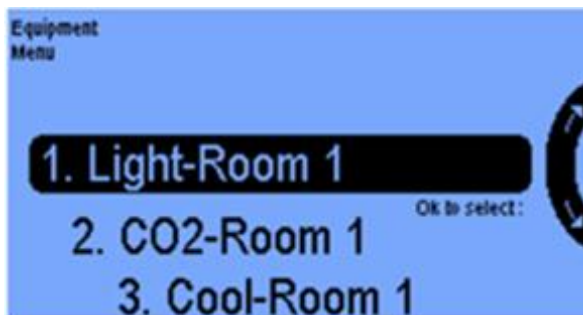 Equipment
Menu
1. Light-Room 1
Ok to select:
2. CO2-Room 1
3. Cool-Room 1